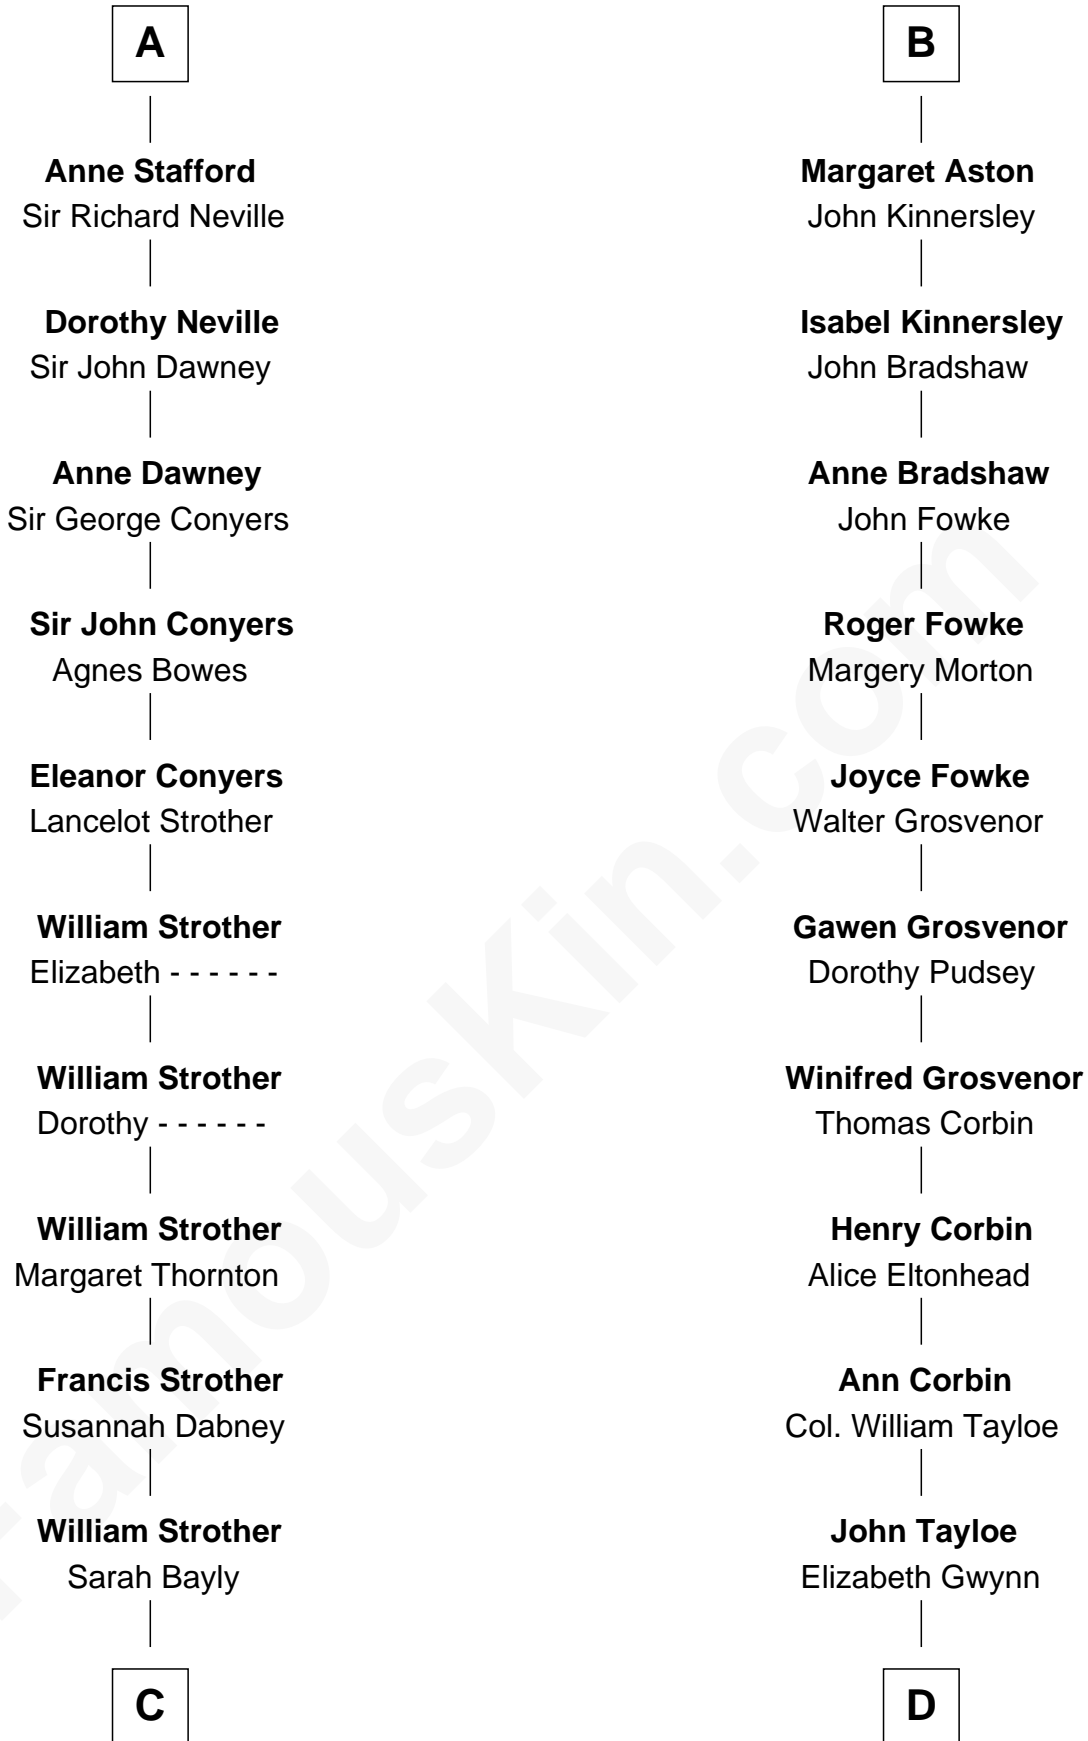 A
Anne Stafford
Sir Richard Neville
Dorothy Neville
Sir John Dawney
Anne Dawney
Sir George Conyers
Sir John Conyers
Agnes Bowes
Eleanor Conyers
Lancelot Strother
William Strother
Elizabeth - - - - - -
William Strother
Dorothy - - - - - -
William Strother
Margaret Thornton
Francis Strother
Susannah Dabney
William Strother
Sarah Bayly
C
B
Margaret Aston
John Kinnersley
Isabel Kinnersley
John Bradshaw
Anne Bradshaw
John Fowke
Roger Fowke
Margery Morton
Joyce Fowke
Walter Grosvenor
Gawen Grosvenor
Dorothy Pudsey
Winifred Grosvenor
Thomas Corbin
Henry Corbin
Alice Eltonhead
Ann Corbin
Col. William Tayloe
John Tayloe
Elizabeth Gwynn
D
FamousKin.com